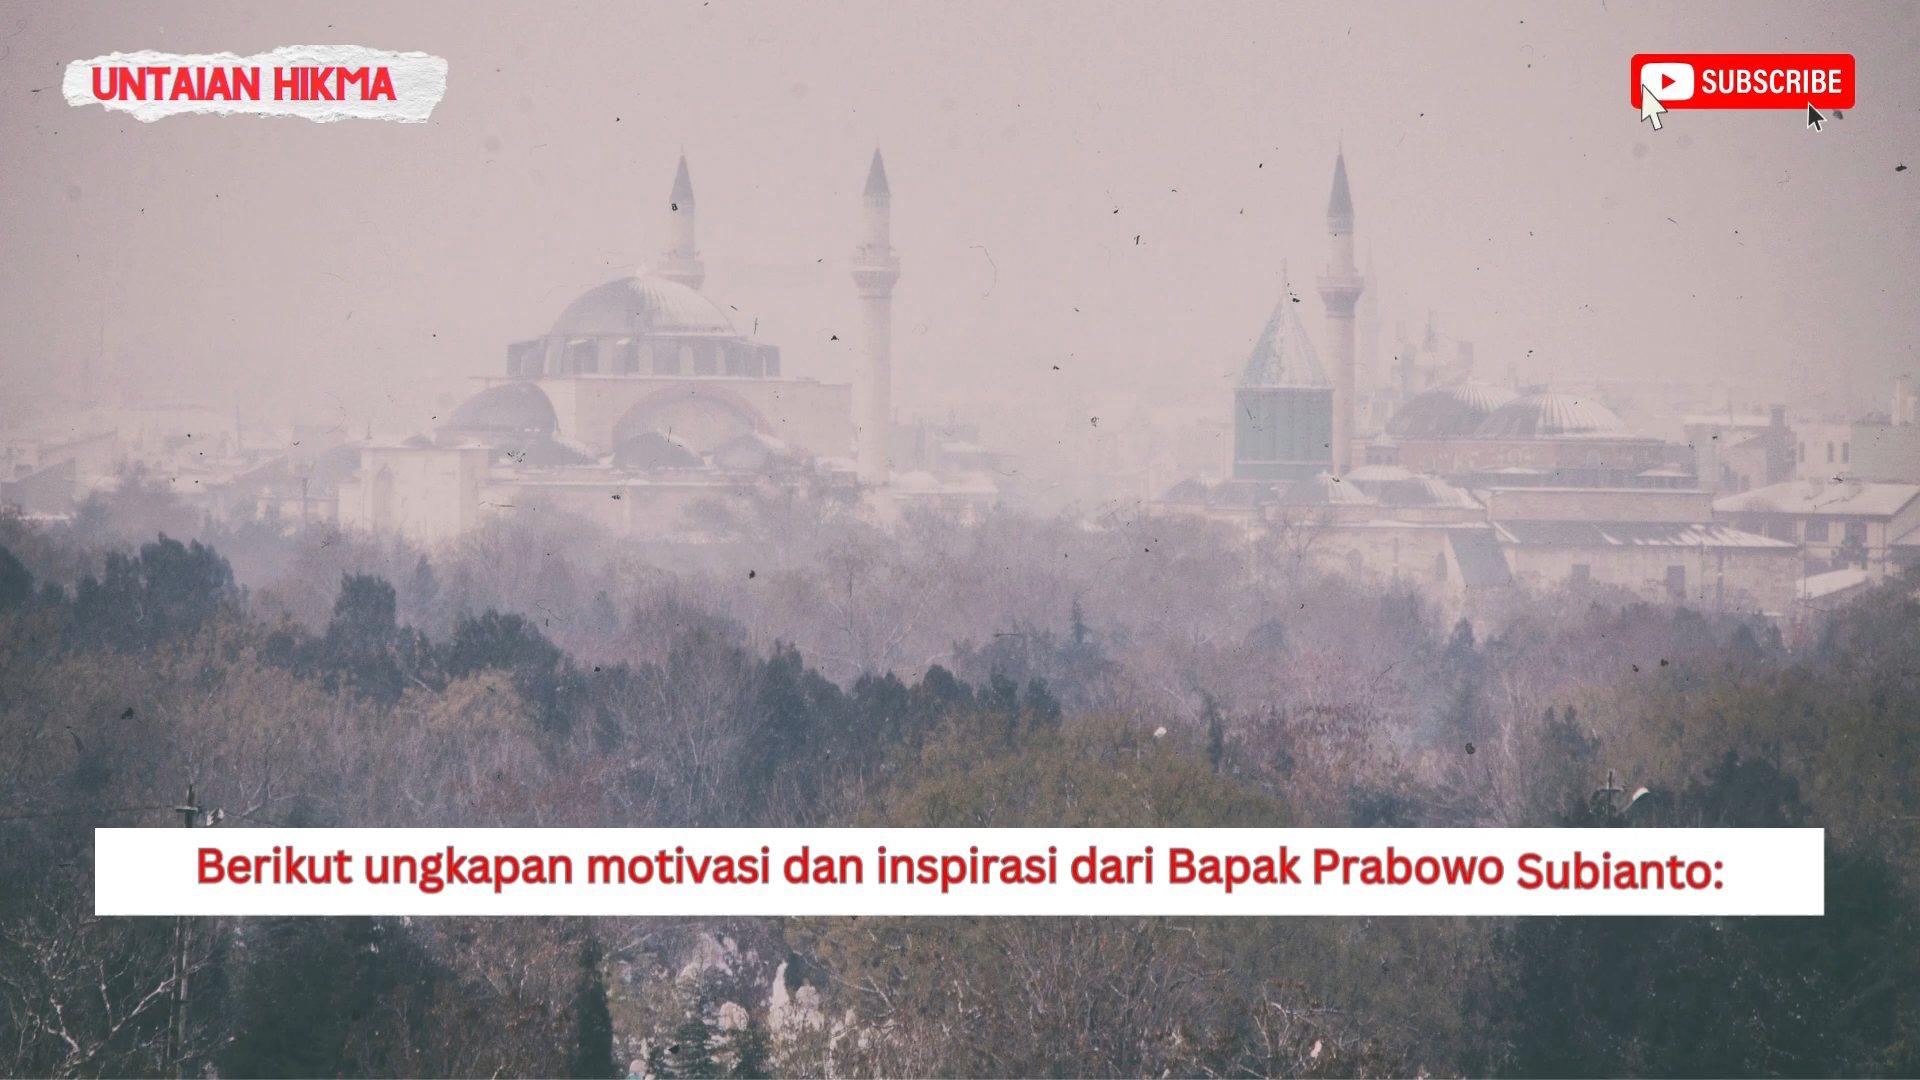 UNTAIAN HIKMA
SUBSCRIBE
Berikut ungkapan motivasi dan inspirasi dari Bapak Prabowo Subianto: